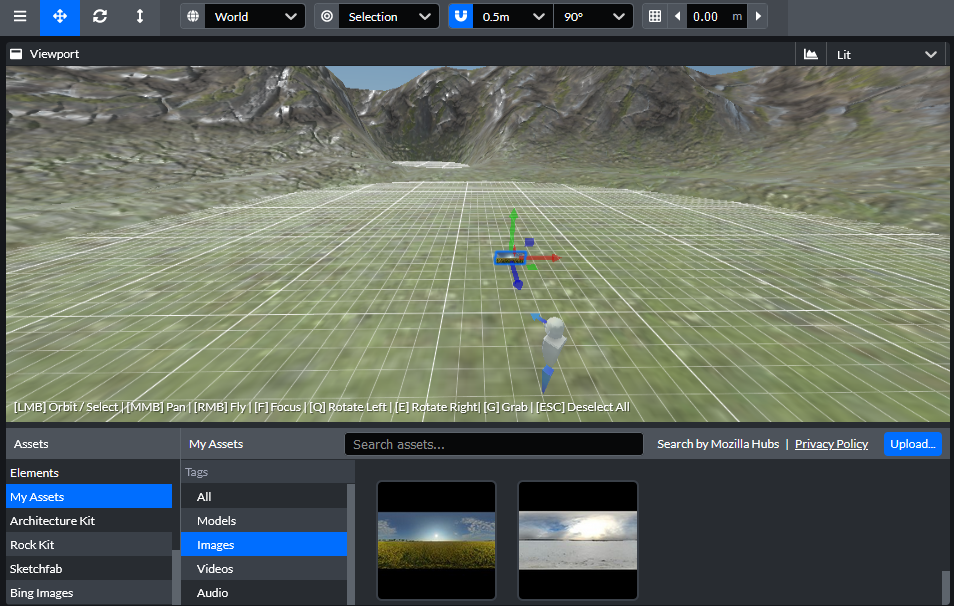 World Selection 0.5m 90° 0.00 m
Viewport Lit
[LMB] Orbit / Select | [MMB] Pan | [RMB] Fly | [F] Focus | [Q] Rotate Left | [E] Rotate Right| [G] Grab | [ESC] Deselect All
Assets My Assets Search assets... Search by Mozilla Hubs | Privacy Policy Upload...
Elements Tags
My Assets All
Architecture Kit Models
Rock Kit Images
Sketchfab Videos
Bing Images Audio